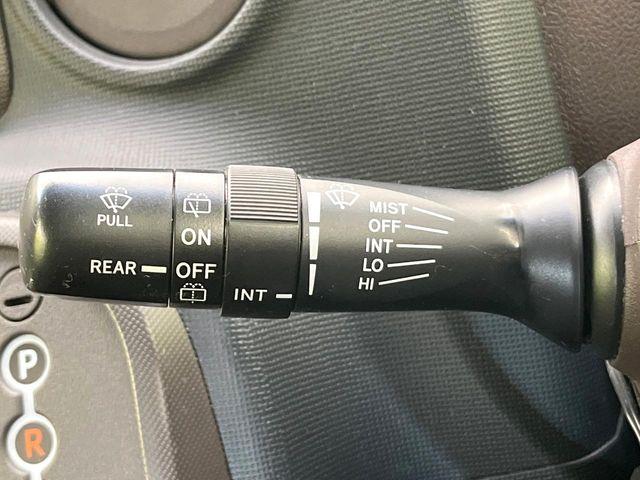 PULL
REAR
ON
OFF
INT
MIST
OFF
INT
LO
HI
P
R